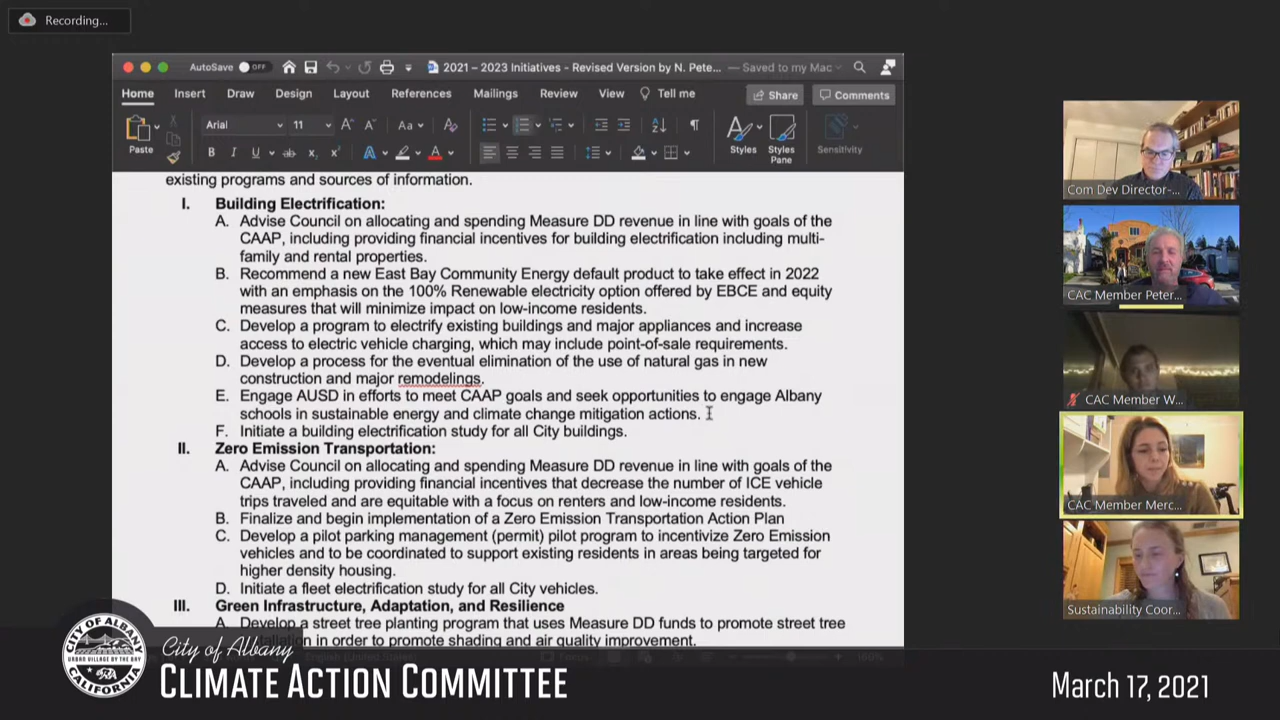 Recording...
AutoSave OFF
2021 – 2023 Initiatives - Revised Version by N. Pete... — Saved to my Mac
Home Insert Draw Design Layout References Mailings Review View Tell me Share Comments
Paste Arial 11 Styles Styles Pane Sensitivity
existing programs and sources of information.
I. Building Electrification:
A. Advise Council on allocating and spending Measure DD revenue in line with goals of the
CAAP, including providing financial incentives for building electrification including multi-
family and rental properties.
B. Recommend a new East Bay Community Energy default product to take effect in 2022
with an emphasis on the 100% Renewable electricity option offered by EBCE and equity
measures that will minimize impact on low-income residents.
C. Develop a program to electrify existing buildings and major appliances and increase
access to electric vehicle charging, which may include point-of-sale requirements.
D. Develop a process for the eventual elimination of the use of natural gas in new
construction and major remodelings.
E. Engage AUSD in efforts to meet CAAP goals and seek opportunities to engage Albany
schools in sustainable energy and climate change mitigation actions.
F. Initiate a building electrification study for all City buildings.
II. Zero Emission Transportation:
A. Advise Council on allocating and spending Measure DD revenue in line with goals of the
CAAP, including providing financial incentives that decrease the number of ICE vehicle
trips traveled and are equitable with a focus on renters and low-income residents.
B. Finalize and begin implementation of a Zero Emission Transportation Action Plan
C. Develop a pilot parking management (permit) pilot program to incentivize Zero Emission
vehicles and to be coordinated to support existing residents in areas being targeted for
higher density housing.
D. Initiate a fleet electrification study for all City vehicles.
III. Green Infrastructure, Adaptation, and Resilience
A. Develop a street tree planting program that uses Measure DD funds to promote street tree
in order to promote shading and air quality improvement.
Com Dev Director-...
CAC Member Peter...
CAC Member W...
CAC Member Merc...
Sustainability Coor...
CITY OF ALBANY
URBAN VILLAGE BY THE BAY
CALIFORNIA
City of Albany
CLIMATE ACTION COMMITTEE
March 17, 2021